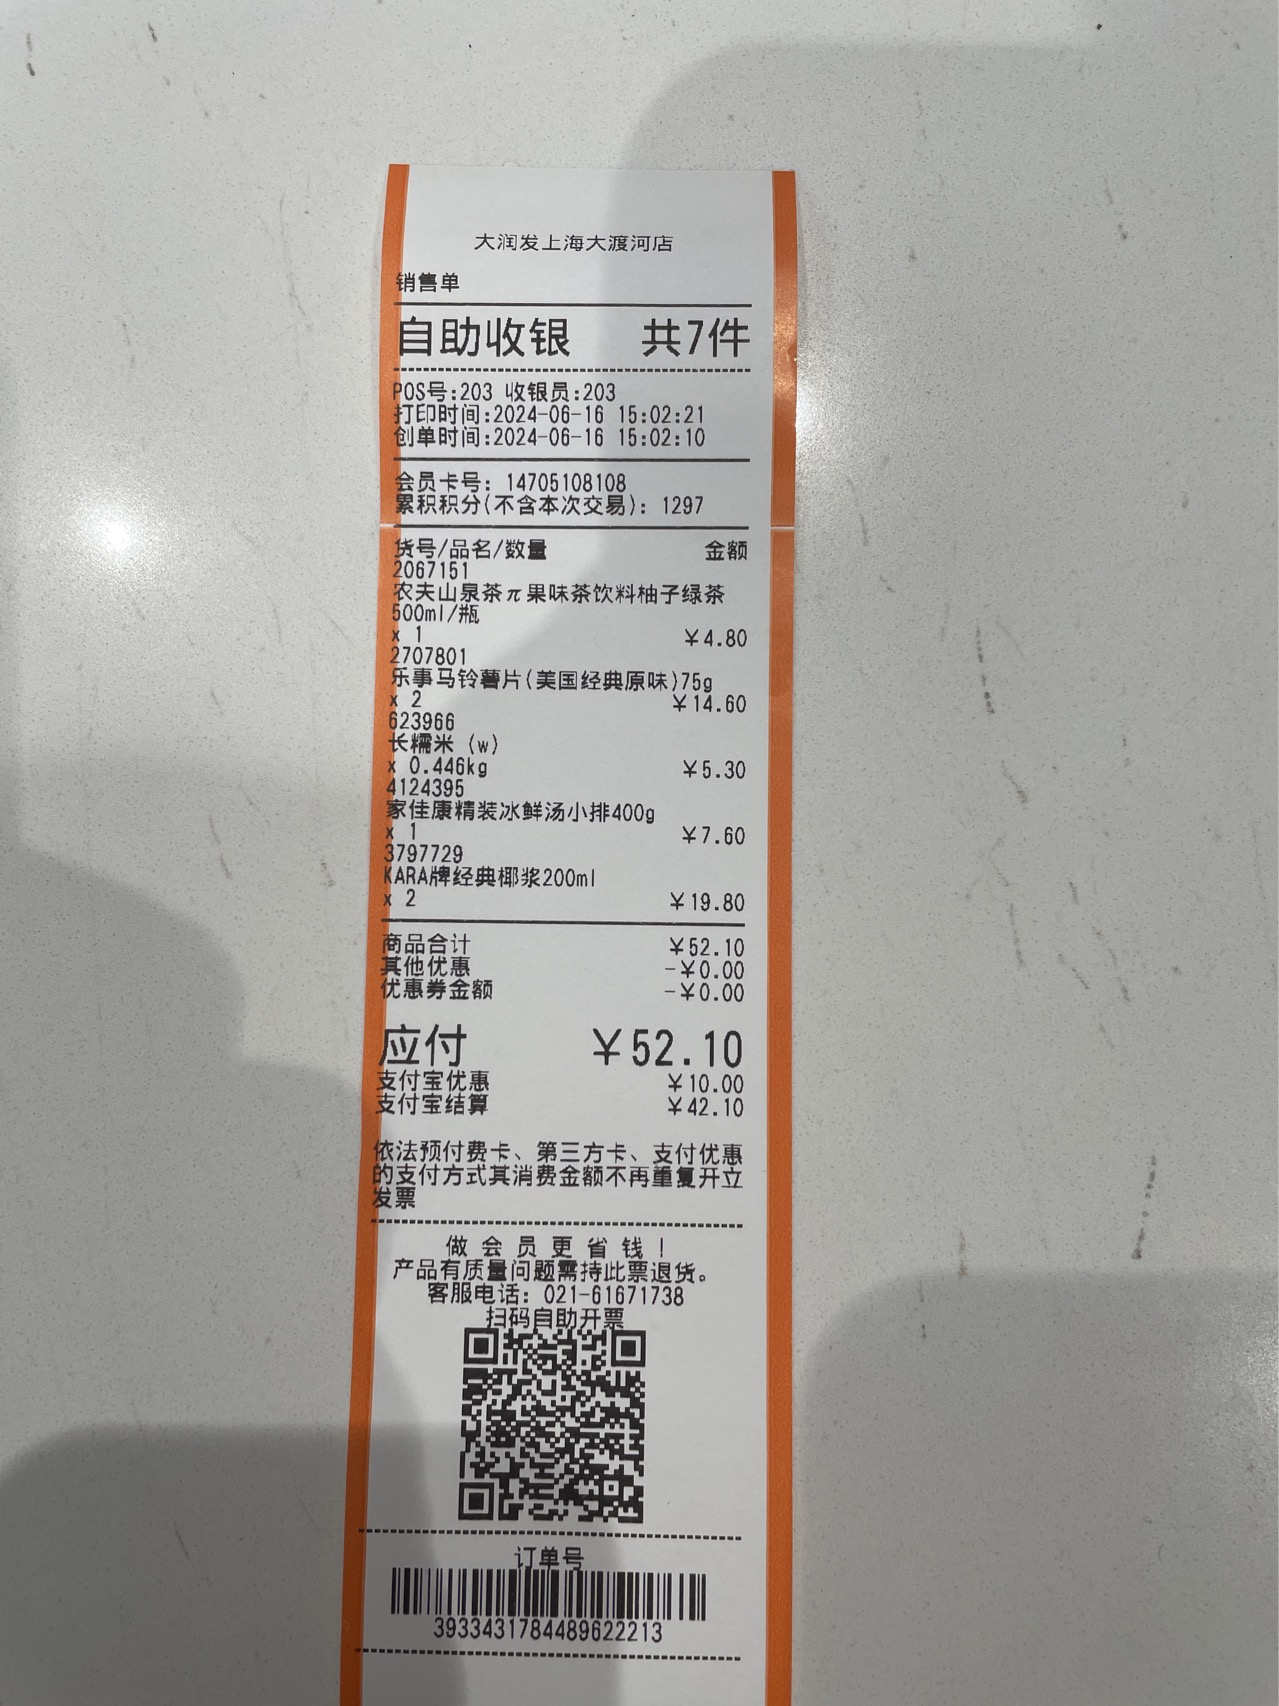 大润发上海大渡河店
销售单
自助收银 共7件
POS号:203 收银员:203
打印时间:2024-06-16 15:02:21
创单时间:2024-06-16 15:02:10
会员卡号: 14705108108
累积积分(不含本次交易): 1297
货号/品名/数量 金额
2067151
农夫山泉茶π果味茶饮料柚子绿茶
500ml/瓶
x 1 ¥4.80
2707801
乐事马铃薯片(美国经典原味)75g
x 2 ¥14.60
623966
长糯米 (w)
x 0.446kg ¥5.30
4124395
家佳康精装冰鲜汤小排400g
x 1 ¥7.60
3797729
KARA牌经典椰浆200ml
x 2 ¥19.80
商品合计 ¥52.10
其他优惠 -¥0.00
优惠券金额 -¥0.00
应付 ¥52.10
支付宝优惠 ¥10.00
支付宝结算 ¥42.10
依法预付费卡、第三方卡、支付优惠
的支付方式其消费金额不再重复开立
发票
做会员更省钱!
产品有质量问题需持此票退货。
客服电话: 021-61671738
扫码自助开票
订单号
3933431784489622213